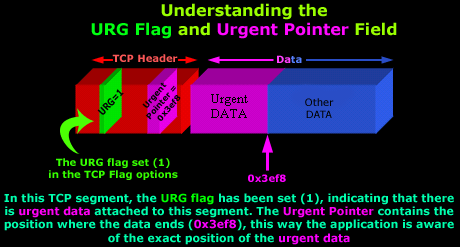 Understanding the
URG Flag and Urgent Pointer Field
TCP Header
Data
URG=1
Urgent
Pointer =
0x3ef8
Urgent
DATA
Other
DATA
The URG flag set (1)
in the TCP Flag options
0x3ef8
In this TCP segment, the URG flag has been set (1), indicating that there
is urgent data attached to this segment. The Urgent Pointer contains the
position where the data ends (0x3ef8), this way the application is aware
of the exact position of the urgent data